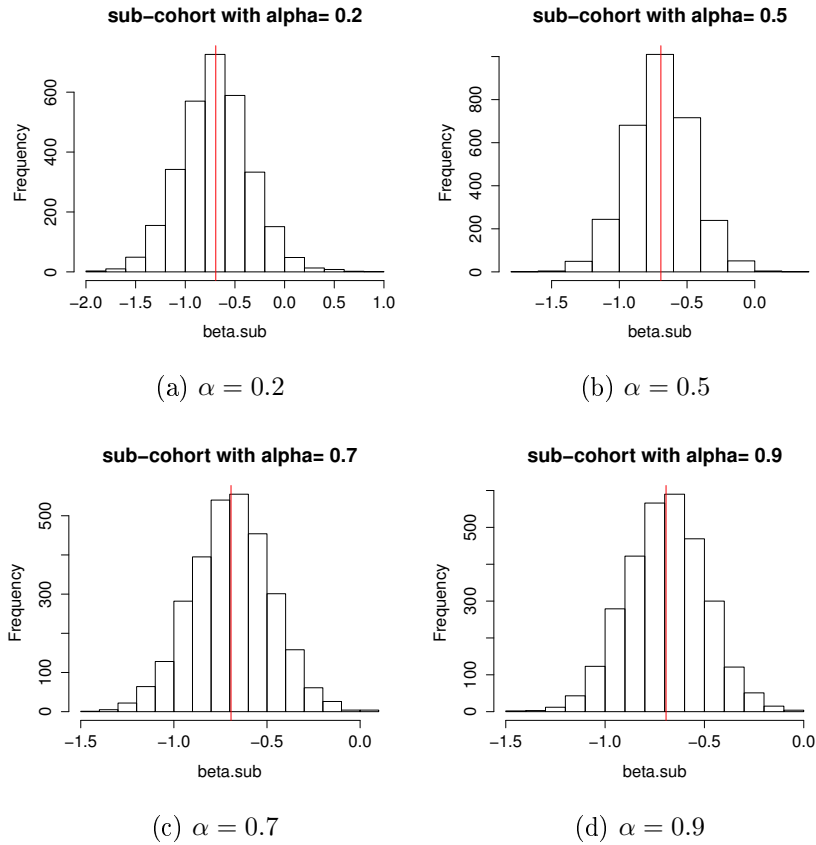 sub−cohort with alpha= 0.2
Frequency
0 200 400 600
−2.0 −1.5 −1.0 −0.5 0.0 0.5 1.0
beta.sub
(a) α = 0.2
sub−cohort with alpha= 0.5
Frequency
0 200 400 600 800
−1.5 −1.0 −0.5 0.0
beta.sub
(b) α = 0.5
sub−cohort with alpha= 0.7
Frequency
0 100 300 500
−1.5 −1.0 −0.5 0.0
beta.sub
(c) α = 0.7
sub−cohort with alpha= 0.9
Frequency
0 100 300 500
−1.5 −1.0 −0.5 0.0
beta.sub
(d) α = 0.9